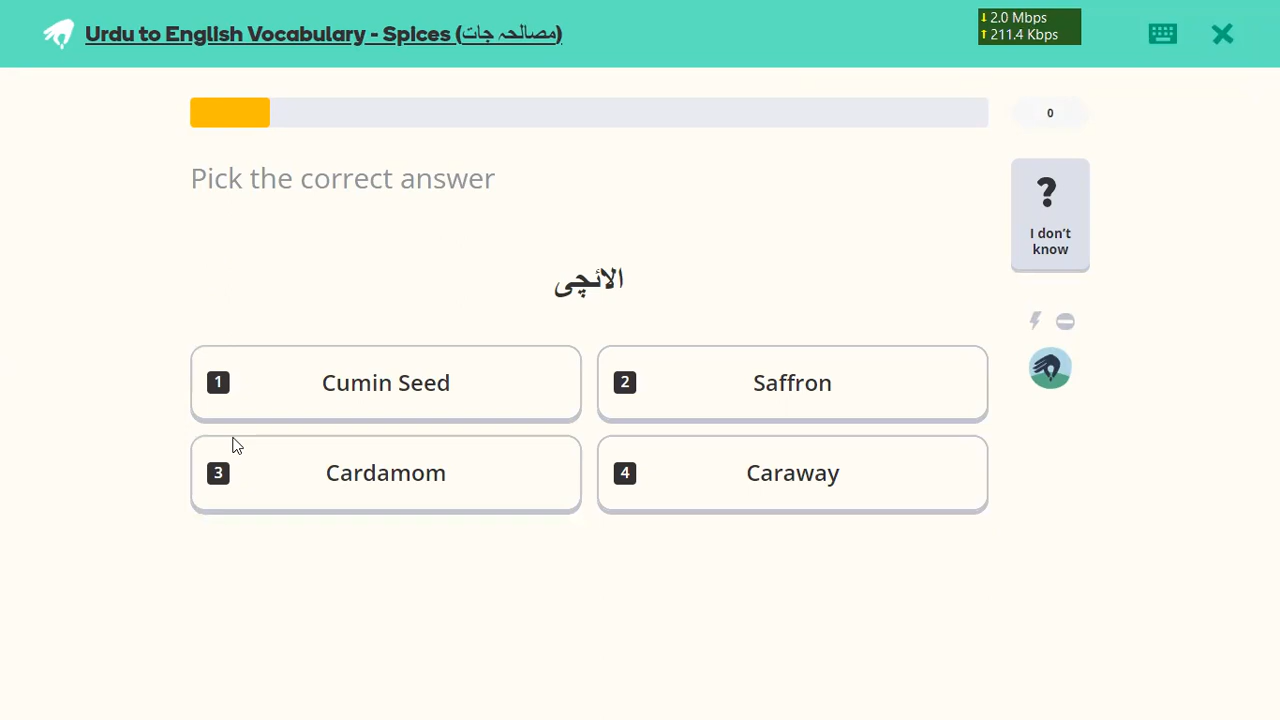 Urdu to English Vocabulary - Spices (مصالحہ جات)
↓ 2.0 Mbps
↑ 211.4 Kbps
0
Pick the correct answer
?
I don't
know
الائچی
1 Cumin Seed
2 Saffron
3 Cardamom
4 Caraway